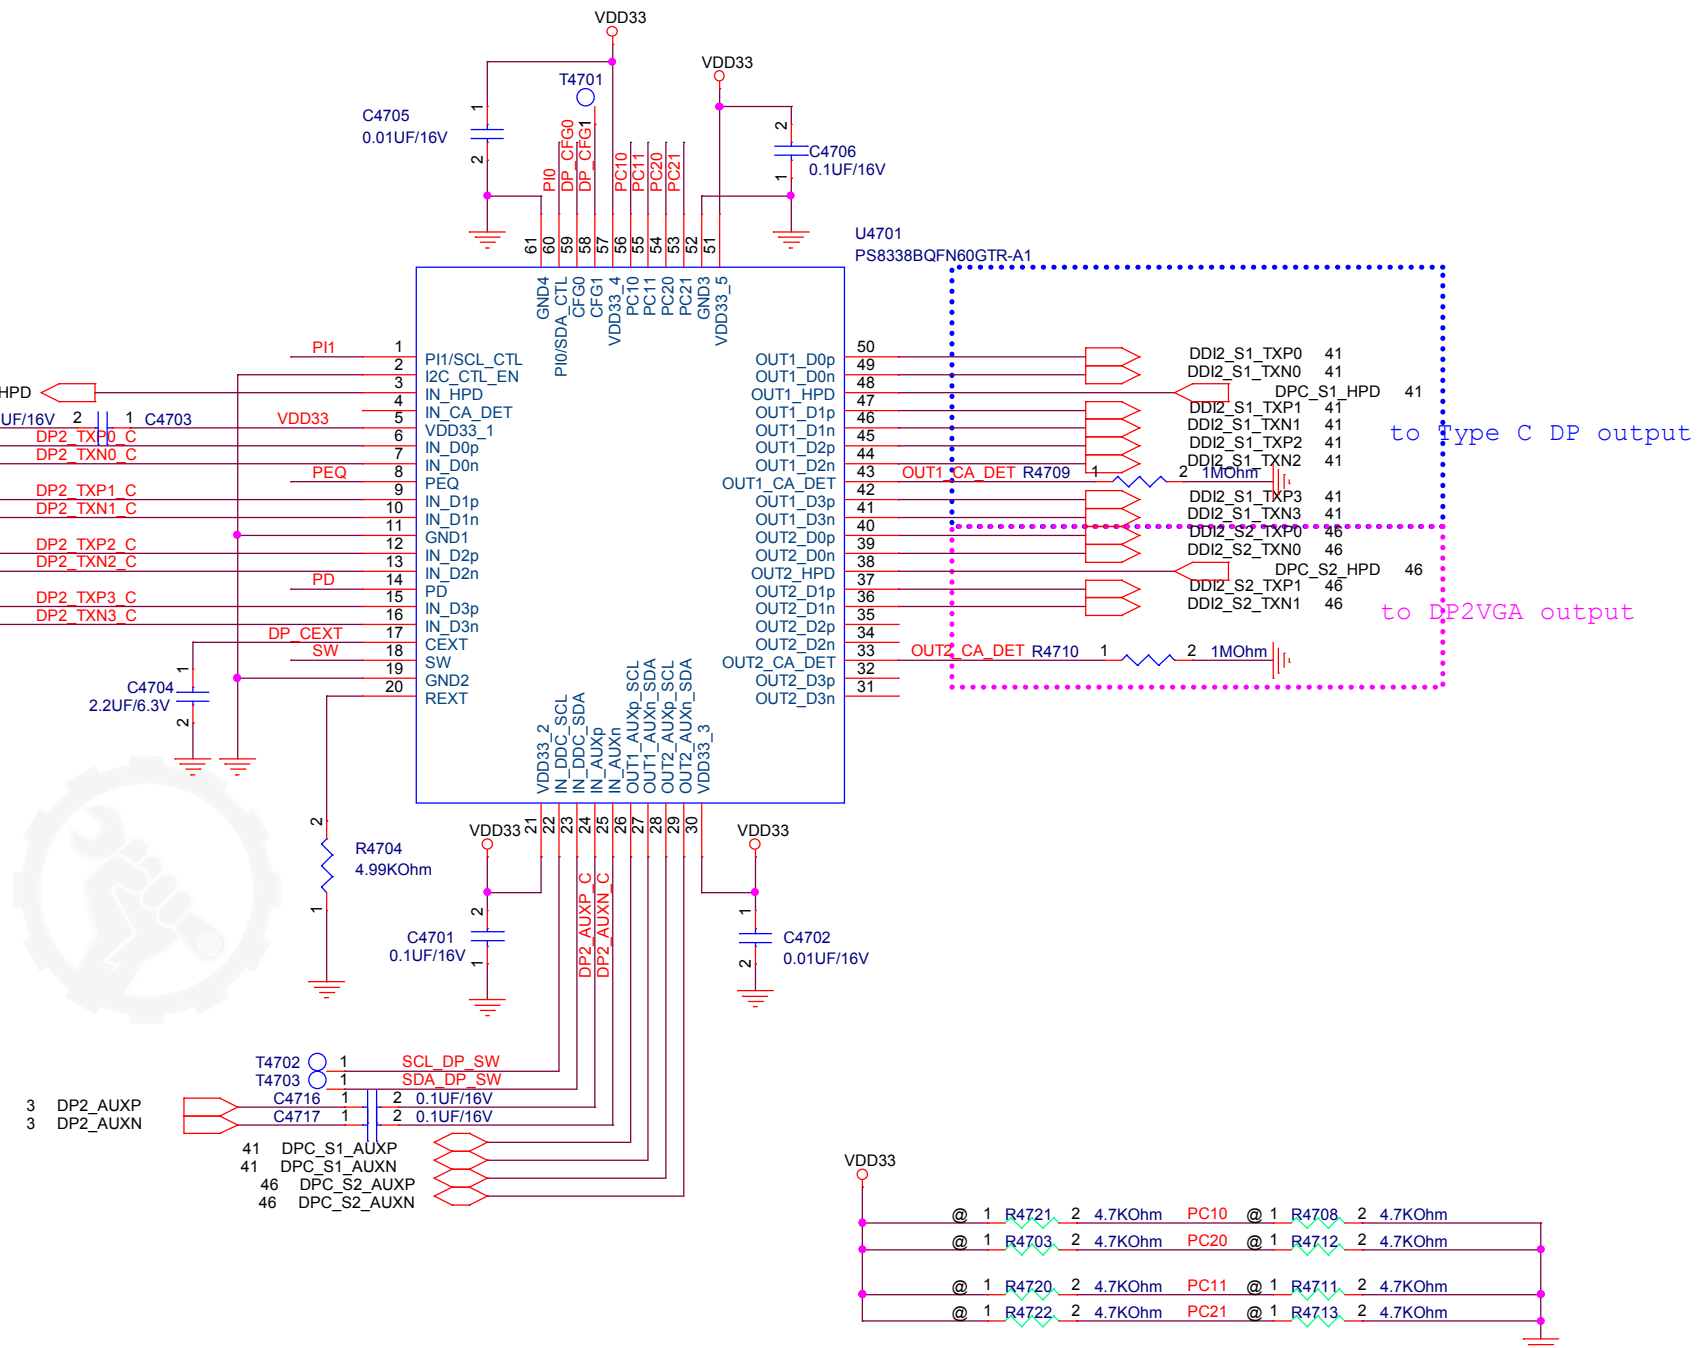 VDD33
VDD33
T4701
C4705
0.01UF/16V
1
2
C4706
0.1UF/16V
2
1
PI0
DP_CFG0
DP_CFG1
1
PC10
PC11
PC20
PC21
61
60
59
58
57
56
55
54
53
52
51
U4701
PS8338BQFN60GTR-A1
GND4
PI0/SDA_CTL
CFG0
CFG1
VDD33_4
PC10
PC11
PC20
PC21
GND3
VDD33_5
PI1 1 PI1/SCL_CTL
2 I2C_CTL_EN
HPD 3 IN_HPD
4 IN_CA_DET
UF/16V 2 1 C4703 VDD33 5 VDD33_1
DP2_TXP0_C 6 IN_D0p
DP2_TXN0_C 7 IN_D0n
PEQ 8 PEQ
DP2_TXP1_C 9 IN_D1p
DP2_TXN1_C 10 IN_D1n
11 GND1
DP2_TXP2_C 12 IN_D2p
DP2_TXN2_C 13 IN_D2n
PD 14 PD
DP2_TXP3_C 15 IN_D3p
DP2_TXN3_C 16 IN_D3n
DP_CEXT 17 CEXT
SW 18 SW
19 GND2
20 REXT
OUT1_D0p 50 DDI2_S1_TXP0 41
OUT1_D0n 49 DDI2_S1_TXN0 41
OUT1_HPD 48 DPC_S1_HPD 41
OUT1_D1p 47 DDI2_S1_TXP1 41
OUT1_D1n 46 DDI2_S1_TXN1 41
OUT1_D2p 45 DDI2_S1_TXP2 41
OUT1_D2n 44 DDI2_S1_TXN2 41
OUT1_CA_DET 43 OUT1_CA_DET R4709 1 2 1MOhm
OUT1_D3p 42 DDI2_S1_TXP3 41
OUT1_D3n 41 DDI2_S1_TXN3 41
OUT2_D0p 40 DDI2_S2_TXP0 46
OUT2_D0n 39 DDI2_S2_TXN0 46
OUT2_HPD 38 DPC_S2_HPD 46
OUT2_D1p 37 DDI2_S2_TXP1 46
OUT2_D1n 36 DDI2_S2_TXN1 46
OUT2_D2p 35
OUT2_D2n 34
OUT2_CA_DET 33 OUT2_CA_DET R4710 1 2 1MOhm
OUT2_D3p 32
OUT2_D3n 31
to Type C DP output
to DP2VGA output
C4704
2.2UF/6.3V
1
2
VDD33_2
IN_DDC_SCL
IN_DDC_SDA
IN_AUXp
IN_AUXn
OUT1_AUXp_SCL
OUT1_AUXn_SDA
OUT2_AUXp_SCL
OUT2_AUXn_SDA
VDD33_3
21
22
23
24
25
26
27
28
29
30
2
R4704
4.99KOhm
1
VDD33
VDD33
2
C4701
0.1UF/16V
1
DP2_AUXP_C
DP2_AUXN_C
1
C4702
0.01UF/16V
2
T4702 1 SCL_DP_SW
T4703 1 SDA_DP_SW
3 DP2_AUXP C4716 1 2 0.1UF/16V
3 DP2_AUXN C4717 1 2 0.1UF/16V
41 DPC_S1_AUXP
41 DPC_S1_AUXN
46 DPC_S2_AUXP
46 DPC_S2_AUXN
VDD33
@ 1 R4721 2 4.7KOhm PC10 @ 1 R4708 2 4.7KOhm
@ 1 R4703 2 4.7KOhm PC20 @ 1 R4712 2 4.7KOhm
@ 1 R4720 2 4.7KOhm PC11 @ 1 R4711 2 4.7KOhm
@ 1 R4722 2 4.7KOhm PC21 @ 1 R4713 2 4.7KOhm